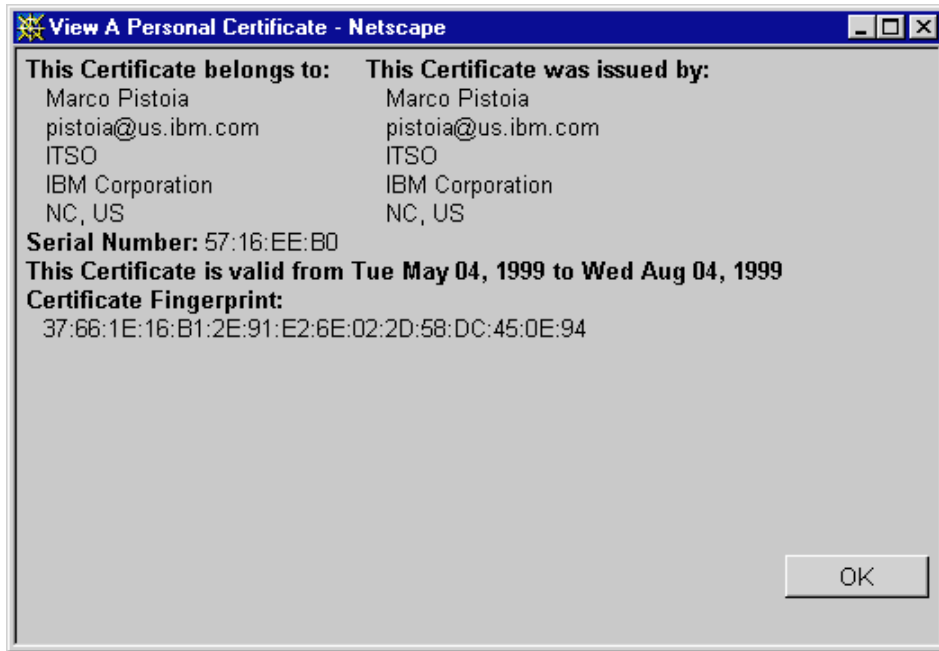 View A Personal Certificate - Netscape
This Certificate belongs to: This Certificate was issued by:
Marco Pistoia Marco Pistoia
pistoia@us.ibm.com pistoia@us.ibm.com
ITSO ITSO
IBM Corporation IBM Corporation
NC, US NC, US
Serial Number: 57:16:EE:B0
This Certificate is valid from Tue May 04, 1999 to Wed Aug 04, 1999
Certificate Fingerprint:
37:66:1E:16:B1:2E:91:E2:6E:02:2D:58:DC:45:0E:94
OK